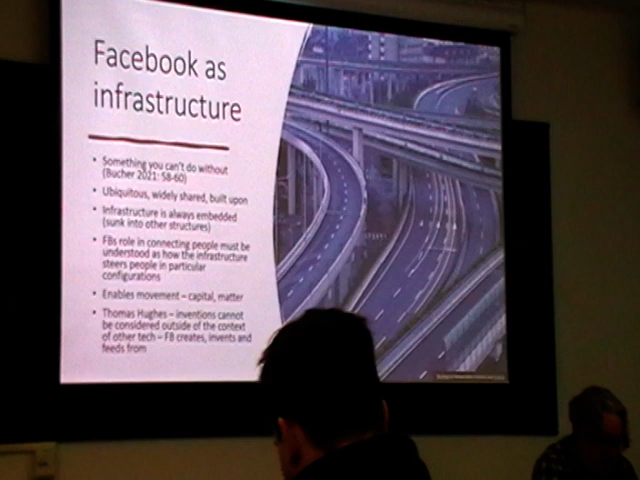 Facebook as
infrastructure
• Something you can't do without
(Bucher 2021: 58-60)
• Ubiquitous, widely shared, built upon
• Infrastructure is always embedded
(sunk into other structures)
• FBs role in connecting people must be
understood as how the infrastructure
steers people in particular
configurations
• Enables movement – capital, matter
• Thomas Hughes – inventions cannot
be considered outside of the context
of other tech – FB creates, invents and
feeds from